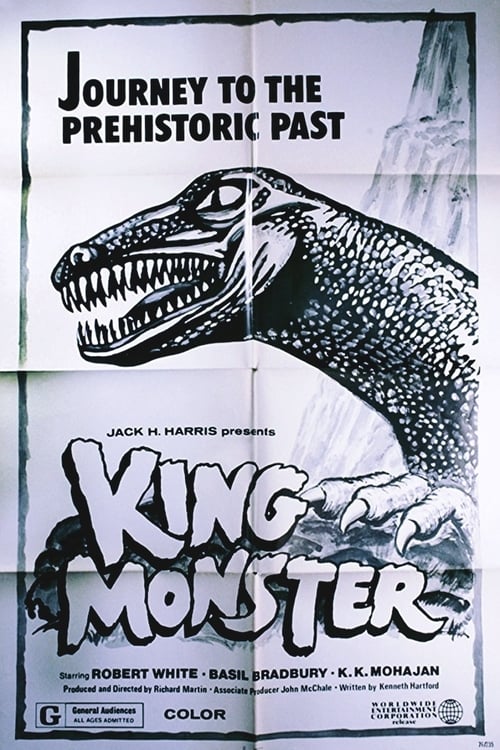 JOURNEY TO THE
PREHISTORIC PAST
JACK H. HARRIS presents
KING
MONSTER
Starring ROBERT WHITE · BASIL BRADBURY · K.K. MOHAJAN
Produced and Directed by Richard Martin · Associate Producer John McChale · Written by Kenneth Hartford
G General Audiences
ALL AGES ADMITTED
COLOR
WORLDWIDE
ENTERTAINMENT
CORPORATION
release